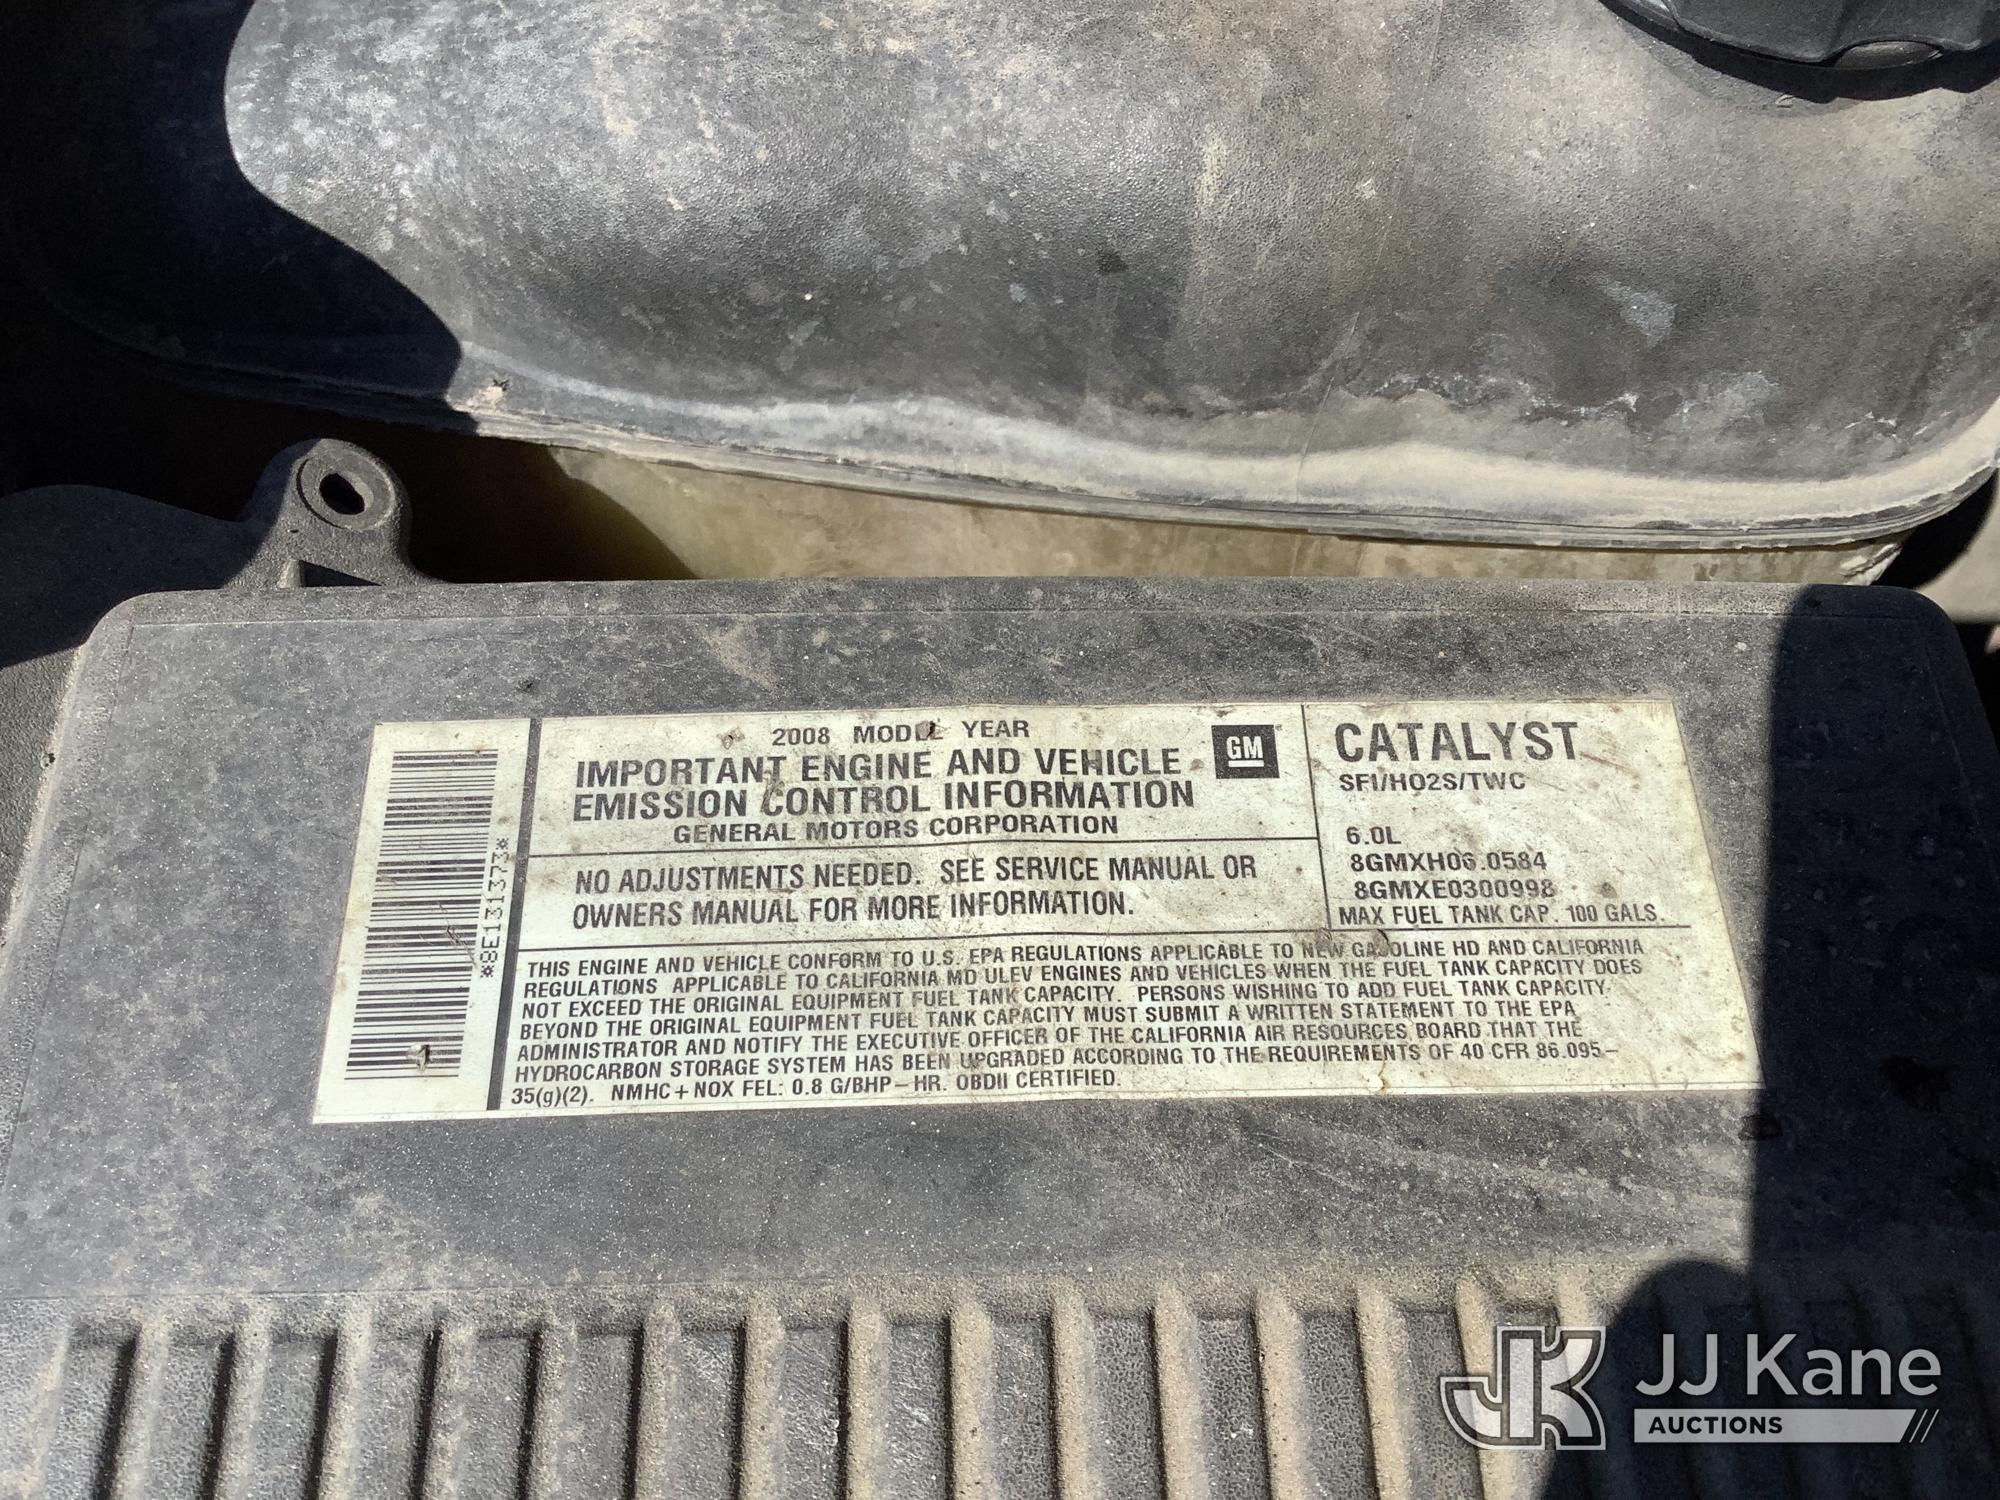 2008 MODEL YEAR
IMPORTANT ENGINE AND VEHICLE
EMISSION CONTROL INFORMATION
GENERAL MOTORS CORPORATION
GM
NO ADJUSTMENTS NEEDED. SEE SERVICE MANUAL OR
OWNERS MANUAL FOR MORE INFORMATION.
CATALYST
SFI/HO2S/TWC
6.0L
8GMXH06.0584
8GMXE0300998
MAX FUEL TANK CAP. 100 GALS.
*8E131373*
THIS ENGINE AND VEHICLE CONFORM TO U.S. EPA REGULATIONS APPLICABLE TO NEW GASOLINE HD AND CALIFORNIA
REGULATIONS APPLICABLE TO CALIFORNIA MD ULEV ENGINES AND VEHICLES WHEN THE FUEL TANK CAPACITY DOES
NOT EXCEED THE ORIGINAL EQUIPMENT FUEL TANK CAPACITY. PERSONS WISHING TO ADD FUEL TANK CAPACITY
BEYOND THE ORIGINAL EQUIPMENT FUEL TANK CAPACITY MUST SUBMIT A WRITTEN STATEMENT TO THE EPA
ADMINISTRATOR AND NOTIFY THE EXECUTIVE OFFICER OF THE CALIFORNIA AIR RESOURCES BOARD THAT THE
HYDROCARBON STORAGE SYSTEM HAS BEEN UPGRADED ACCORDING TO THE REQUIREMENTS OF 40 CFR 86.095-
35(g)(2). NMHC+NOX FEL: 0.8 G/BHP-HR. OBDII CERTIFIED.
JK
JJ Kane
AUCTIONS